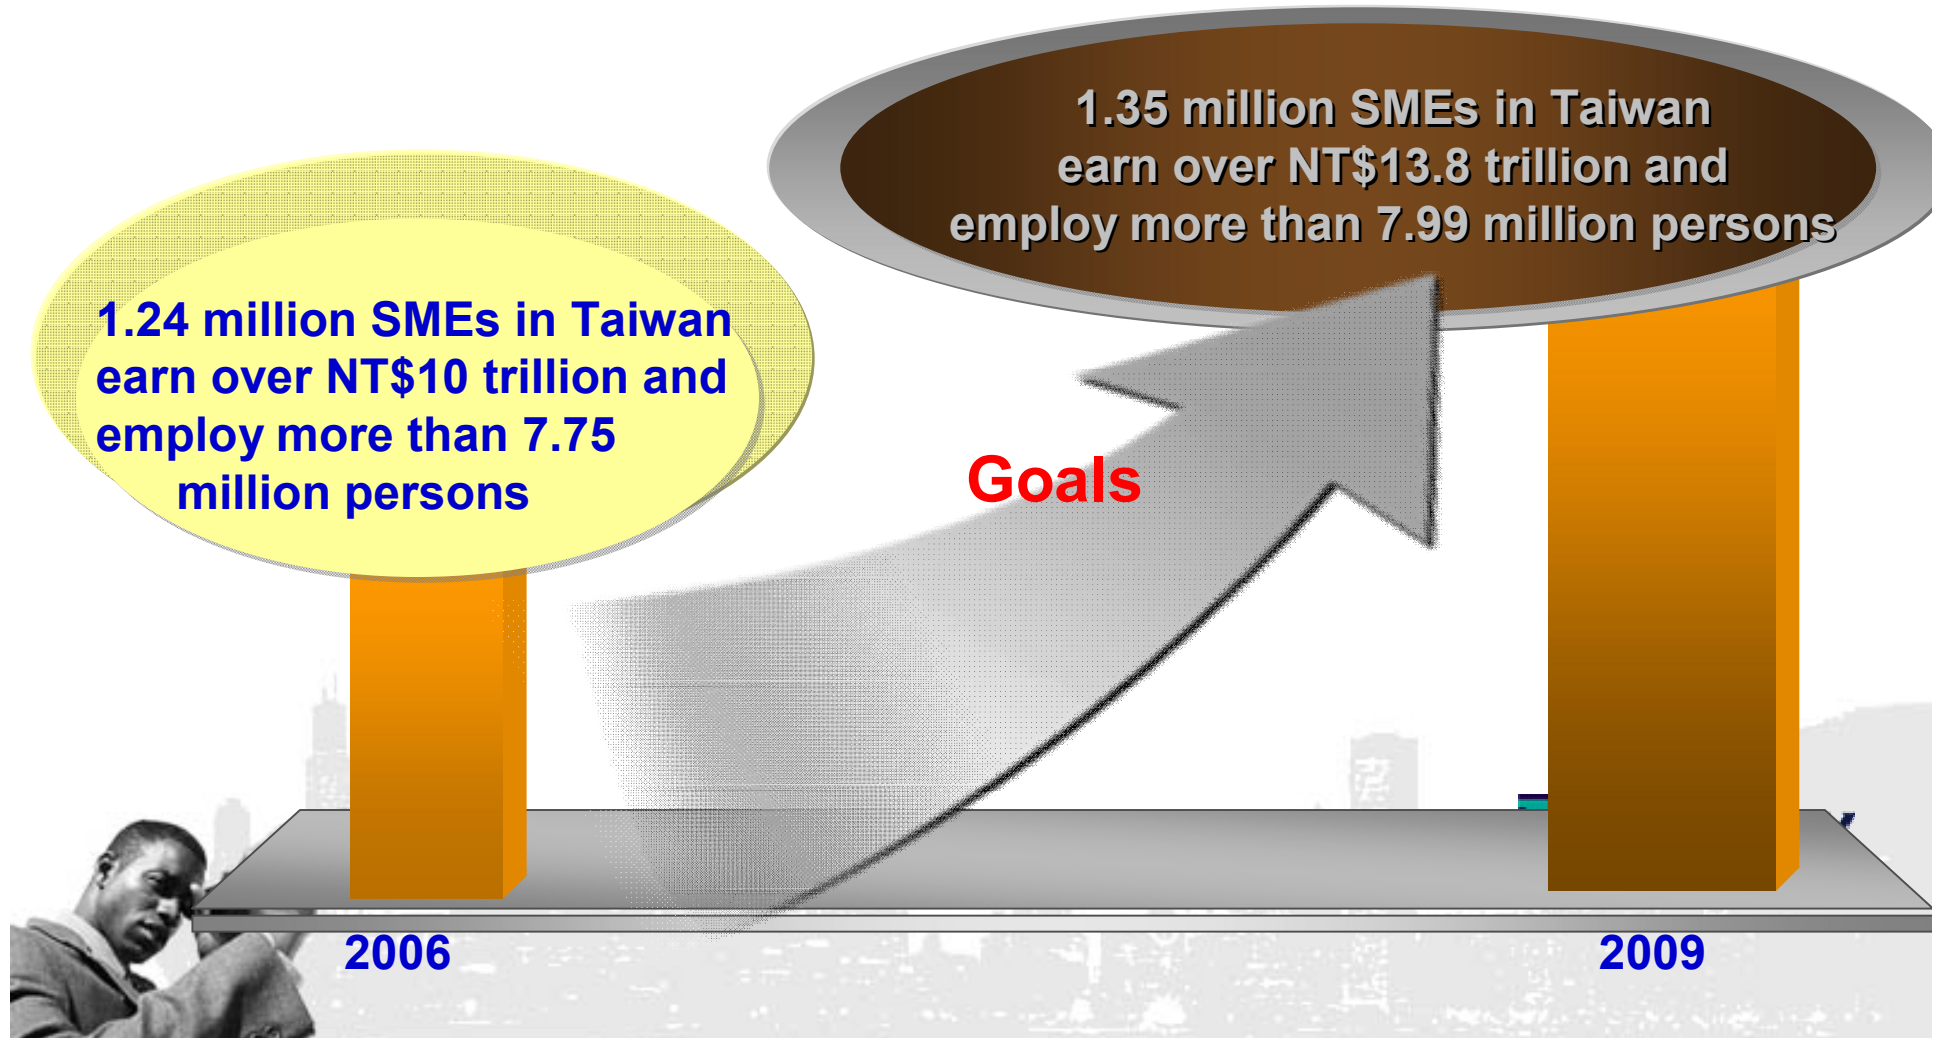 1.35 million SMEs in Taiwan
earn over NT$13.8 trillion and
employ more than 7.99 million persons
1.24 million SMEs in Taiwan
earn over NT$10 trillion and
employ more than 7.75
million persons
Goals
2006
2009